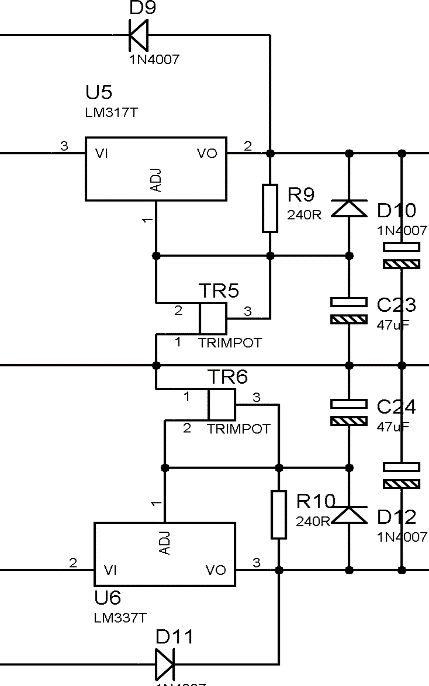 D9
1N4007
U5
LM317T
3
VI
VO
2
ADJ
1
R9
240R
D10
1N4007
TR5
2
3
1
TRIMPOT
C23
47uF
TR6
1
3
2
TRIMPOT
C24
47uF
1
ADJ
R10
240R
D12
1N4007
2
VI
VO
3
U6
LM337T
D11
1N4007